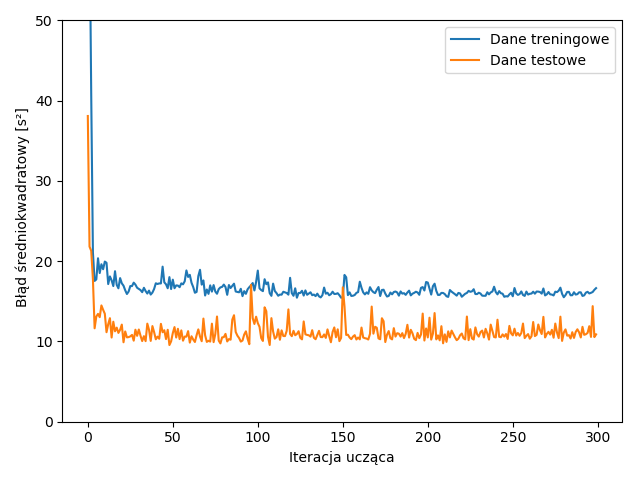 50
40
30
20
10
0
Błąd średniokwadratowy [s²]
Dane treningowe
Dane testowe
0 50 100 150 200 250 300
Iteracja ucząca